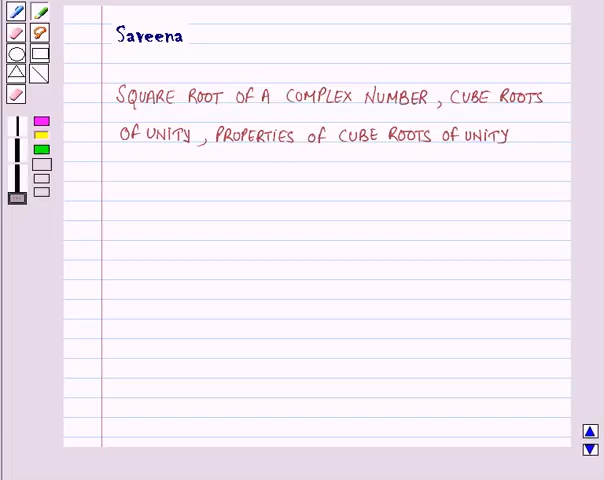 Saveena
SQUARE ROOT OF A COMPLEX NUMBER, CUBE ROOTS
OF UNITY, PROPERTIES OF CUBE ROOTS OF UNITY